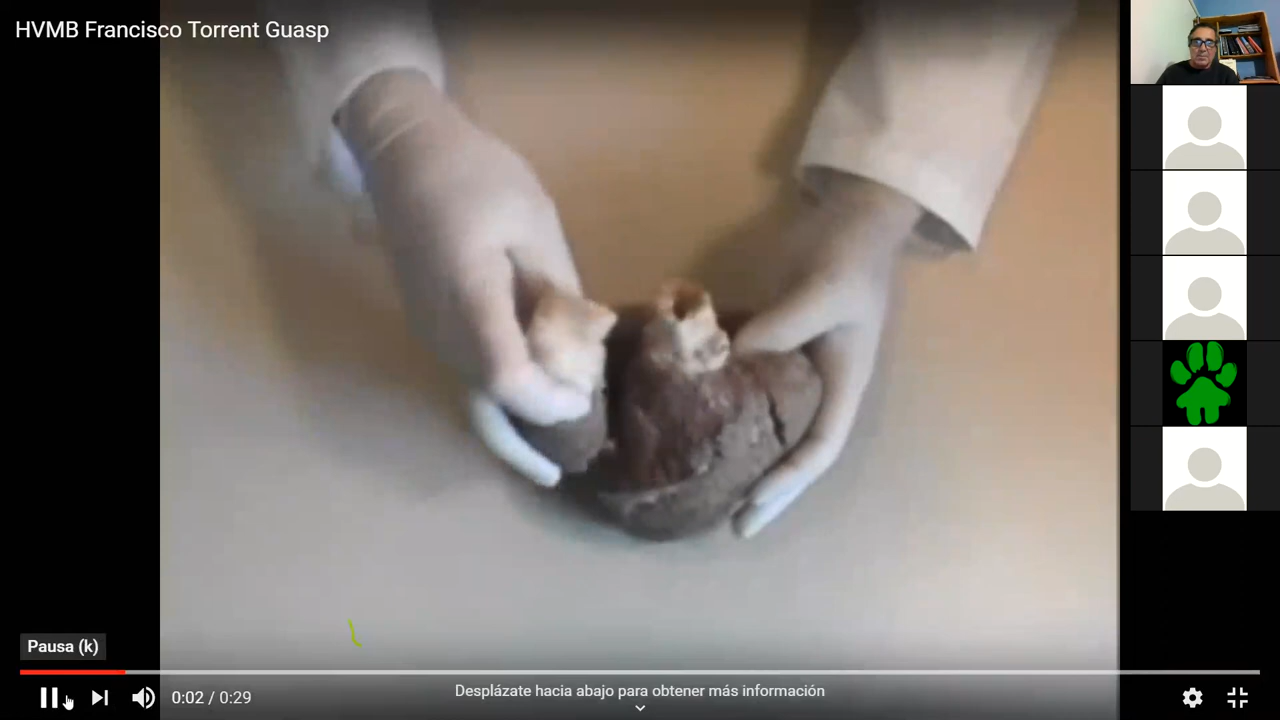 HVMB Francisco Torrent Guasp
Pausa (k)
0:02 / 0:29
Desplázate hacia abajo para obtener más información